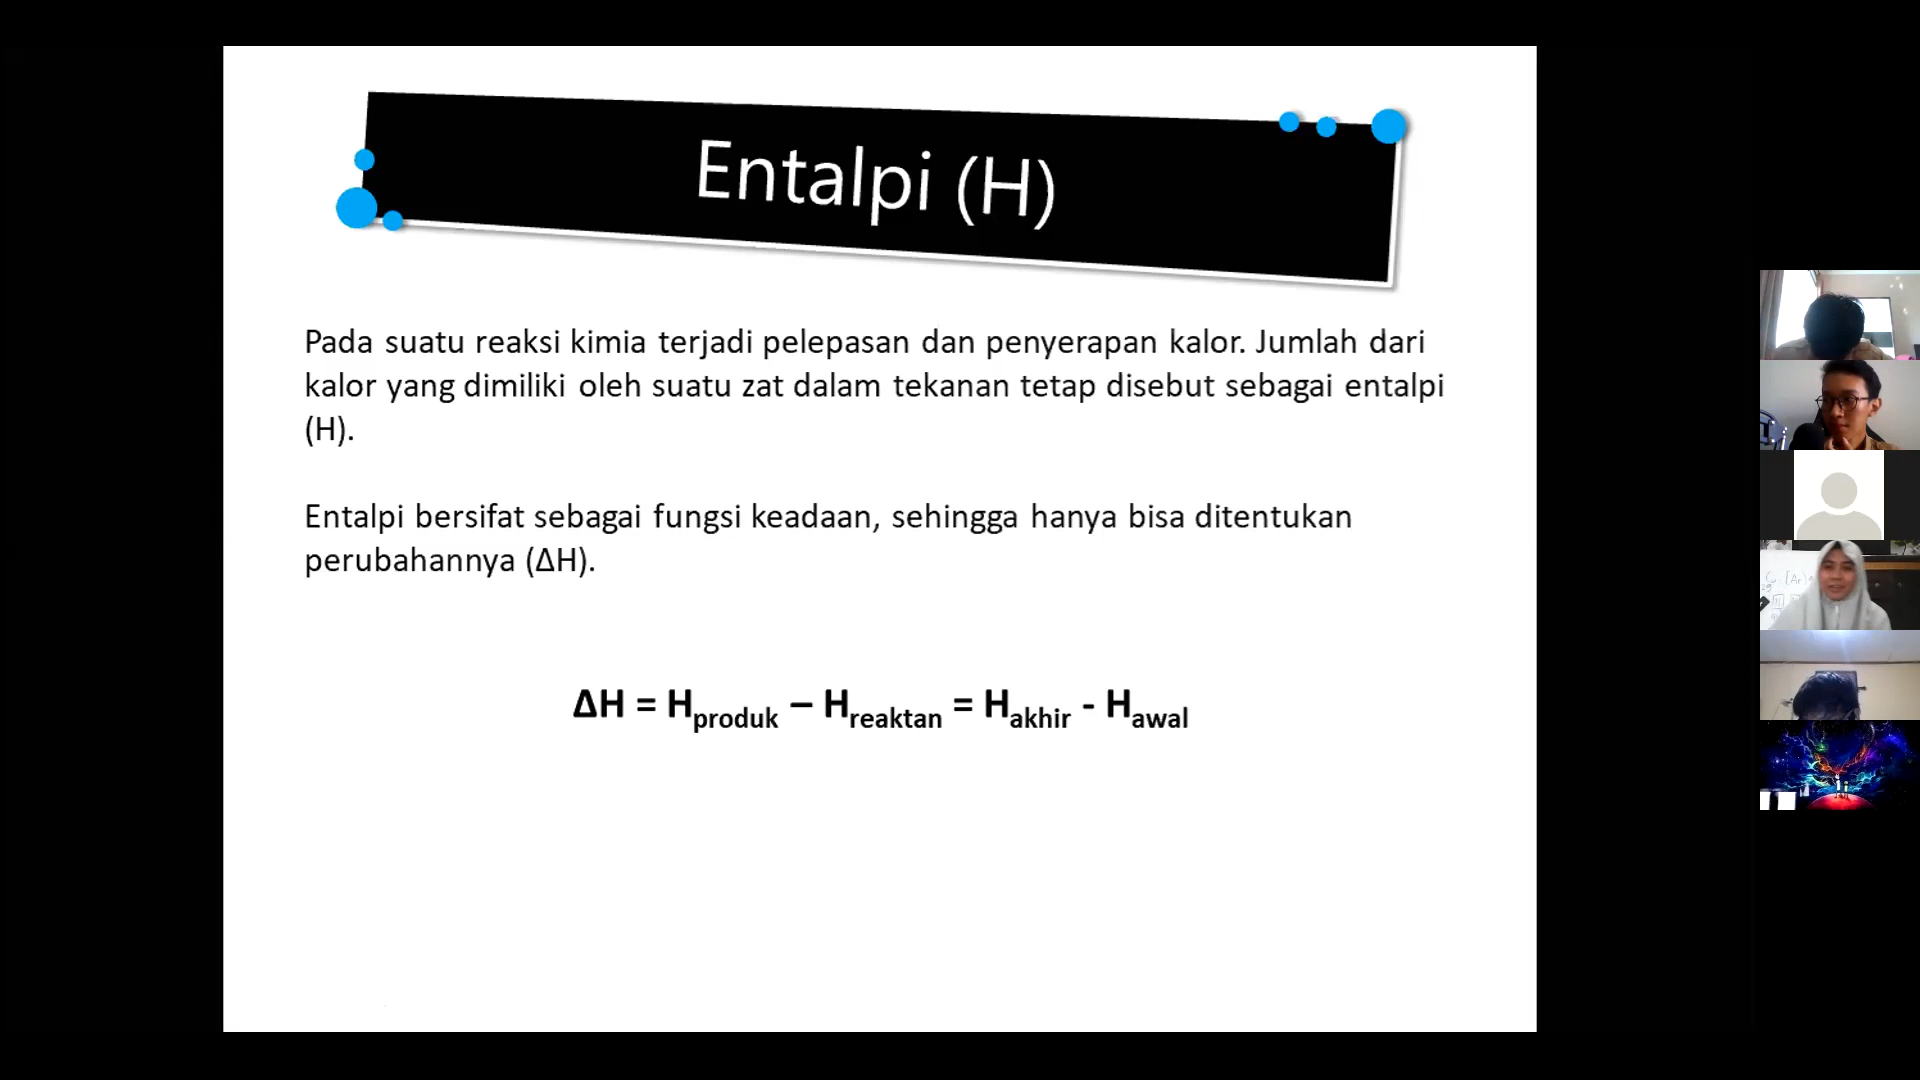 Entalpi (H)
Pada suatu reaksi kimia terjadi pelepasan dan penyerapan kalor. Jumlah dari
kalor yang dimiliki oleh suatu zat dalam tekanan tetap disebut sebagai entalpi
(H).
Entalpi bersifat sebagai fungsi keadaan, sehingga hanya bisa ditentukan
perubahannya (ΔH).
ΔH = Hproduk – Hreaktan = Hakhir - Hawal
[Ar]